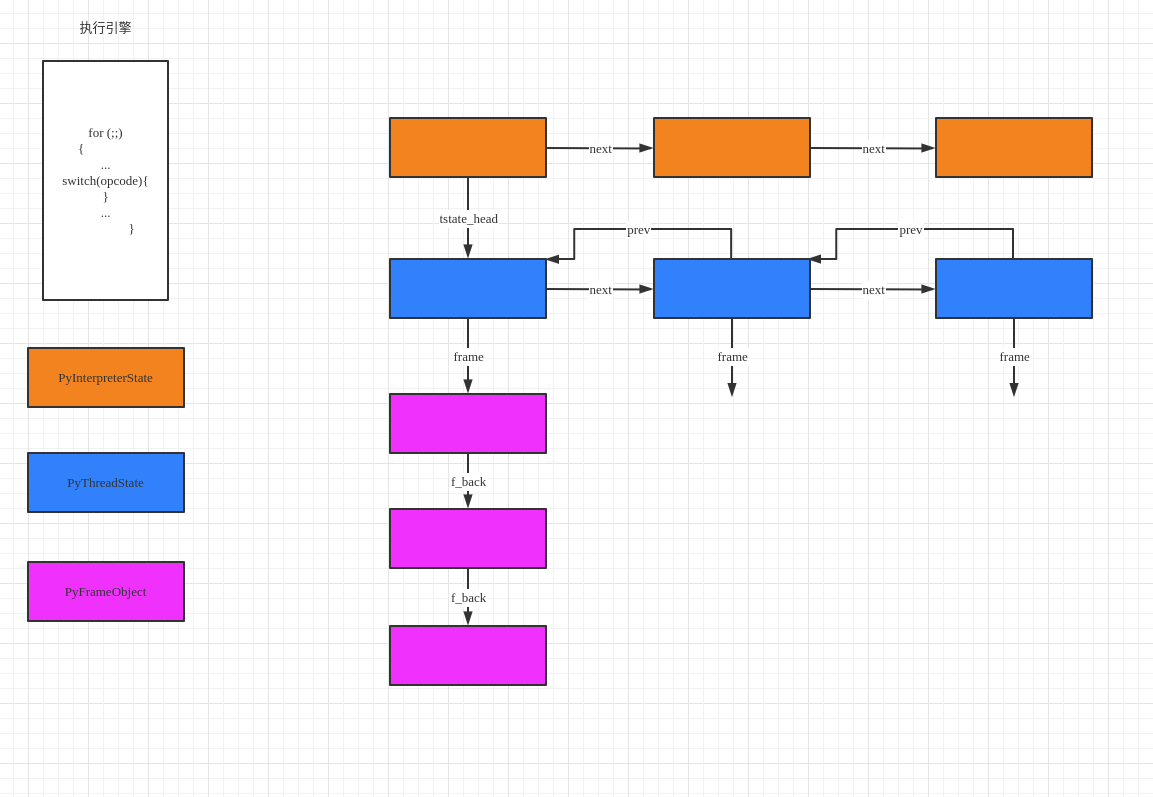 执行引擎
for (;;)
{
...
switch(opcode){
}
...
}
PyInterpreterState
PyThreadState
PyFrameObject
next
next
tstate_head
prev
prev
next
next
frame
frame
frame
f_back
f_back